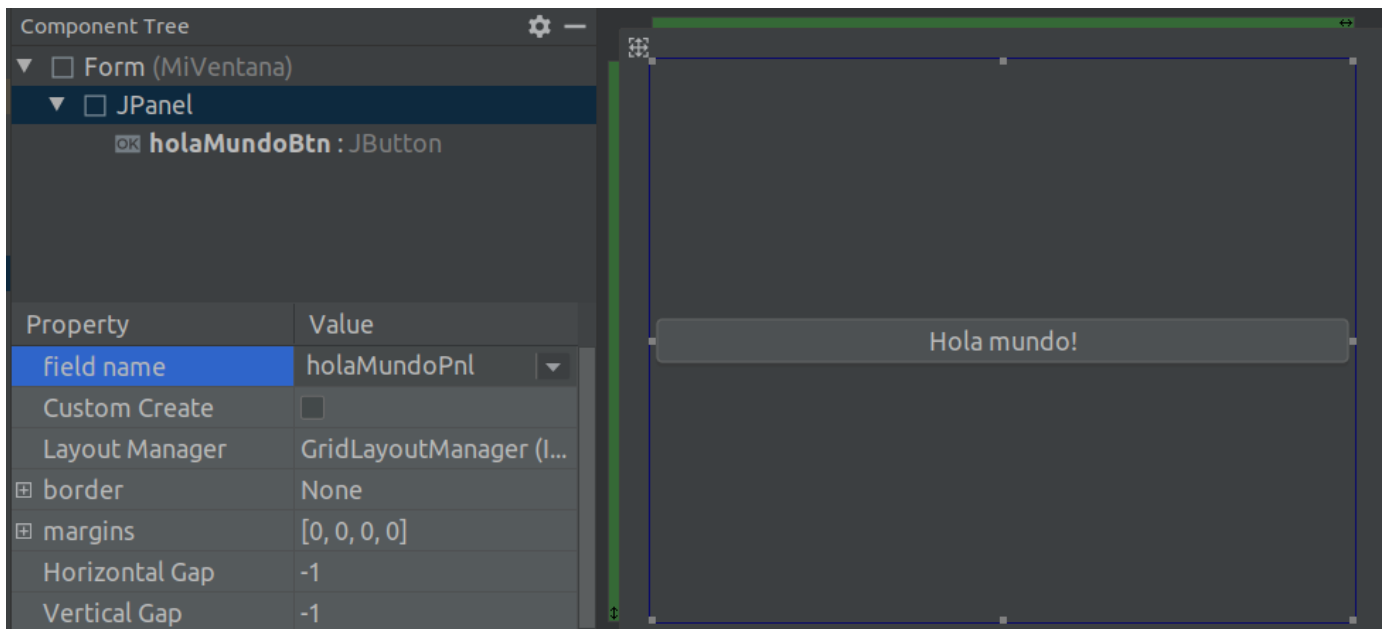 Component Tree
Form (MiVentana)
JPanel
OK holaMundoBtn : JButton
Property Value
field name holaMundoPnl
Custom Create
Layout Manager GridLayoutManager (I...
border None
margins [0, 0, 0, 0]
Horizontal Gap -1
Vertical Gap -1
Hola mundo!